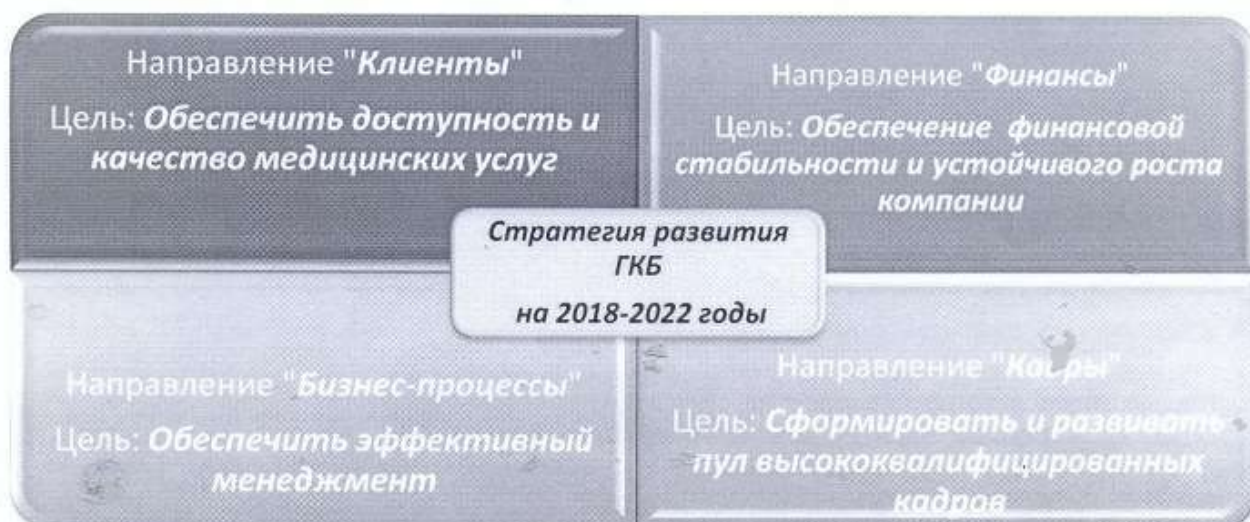 Направление "Клиенты"
Цель: Обеспечить доступность и
качество медицинских услуг
Направление "Финансы"
Цель: Обеспечение финансовой
стабильности и устойчивого роста
компании
Стратегия развития
ГКБ
на 2018-2022 годы
Направление "Бизнес-процессы"
Цель: Обеспечить эффективный
менеджмент
Направление "Кадры"
Цель: Сформировать и развивать
пул высококвалифицированных
кадров